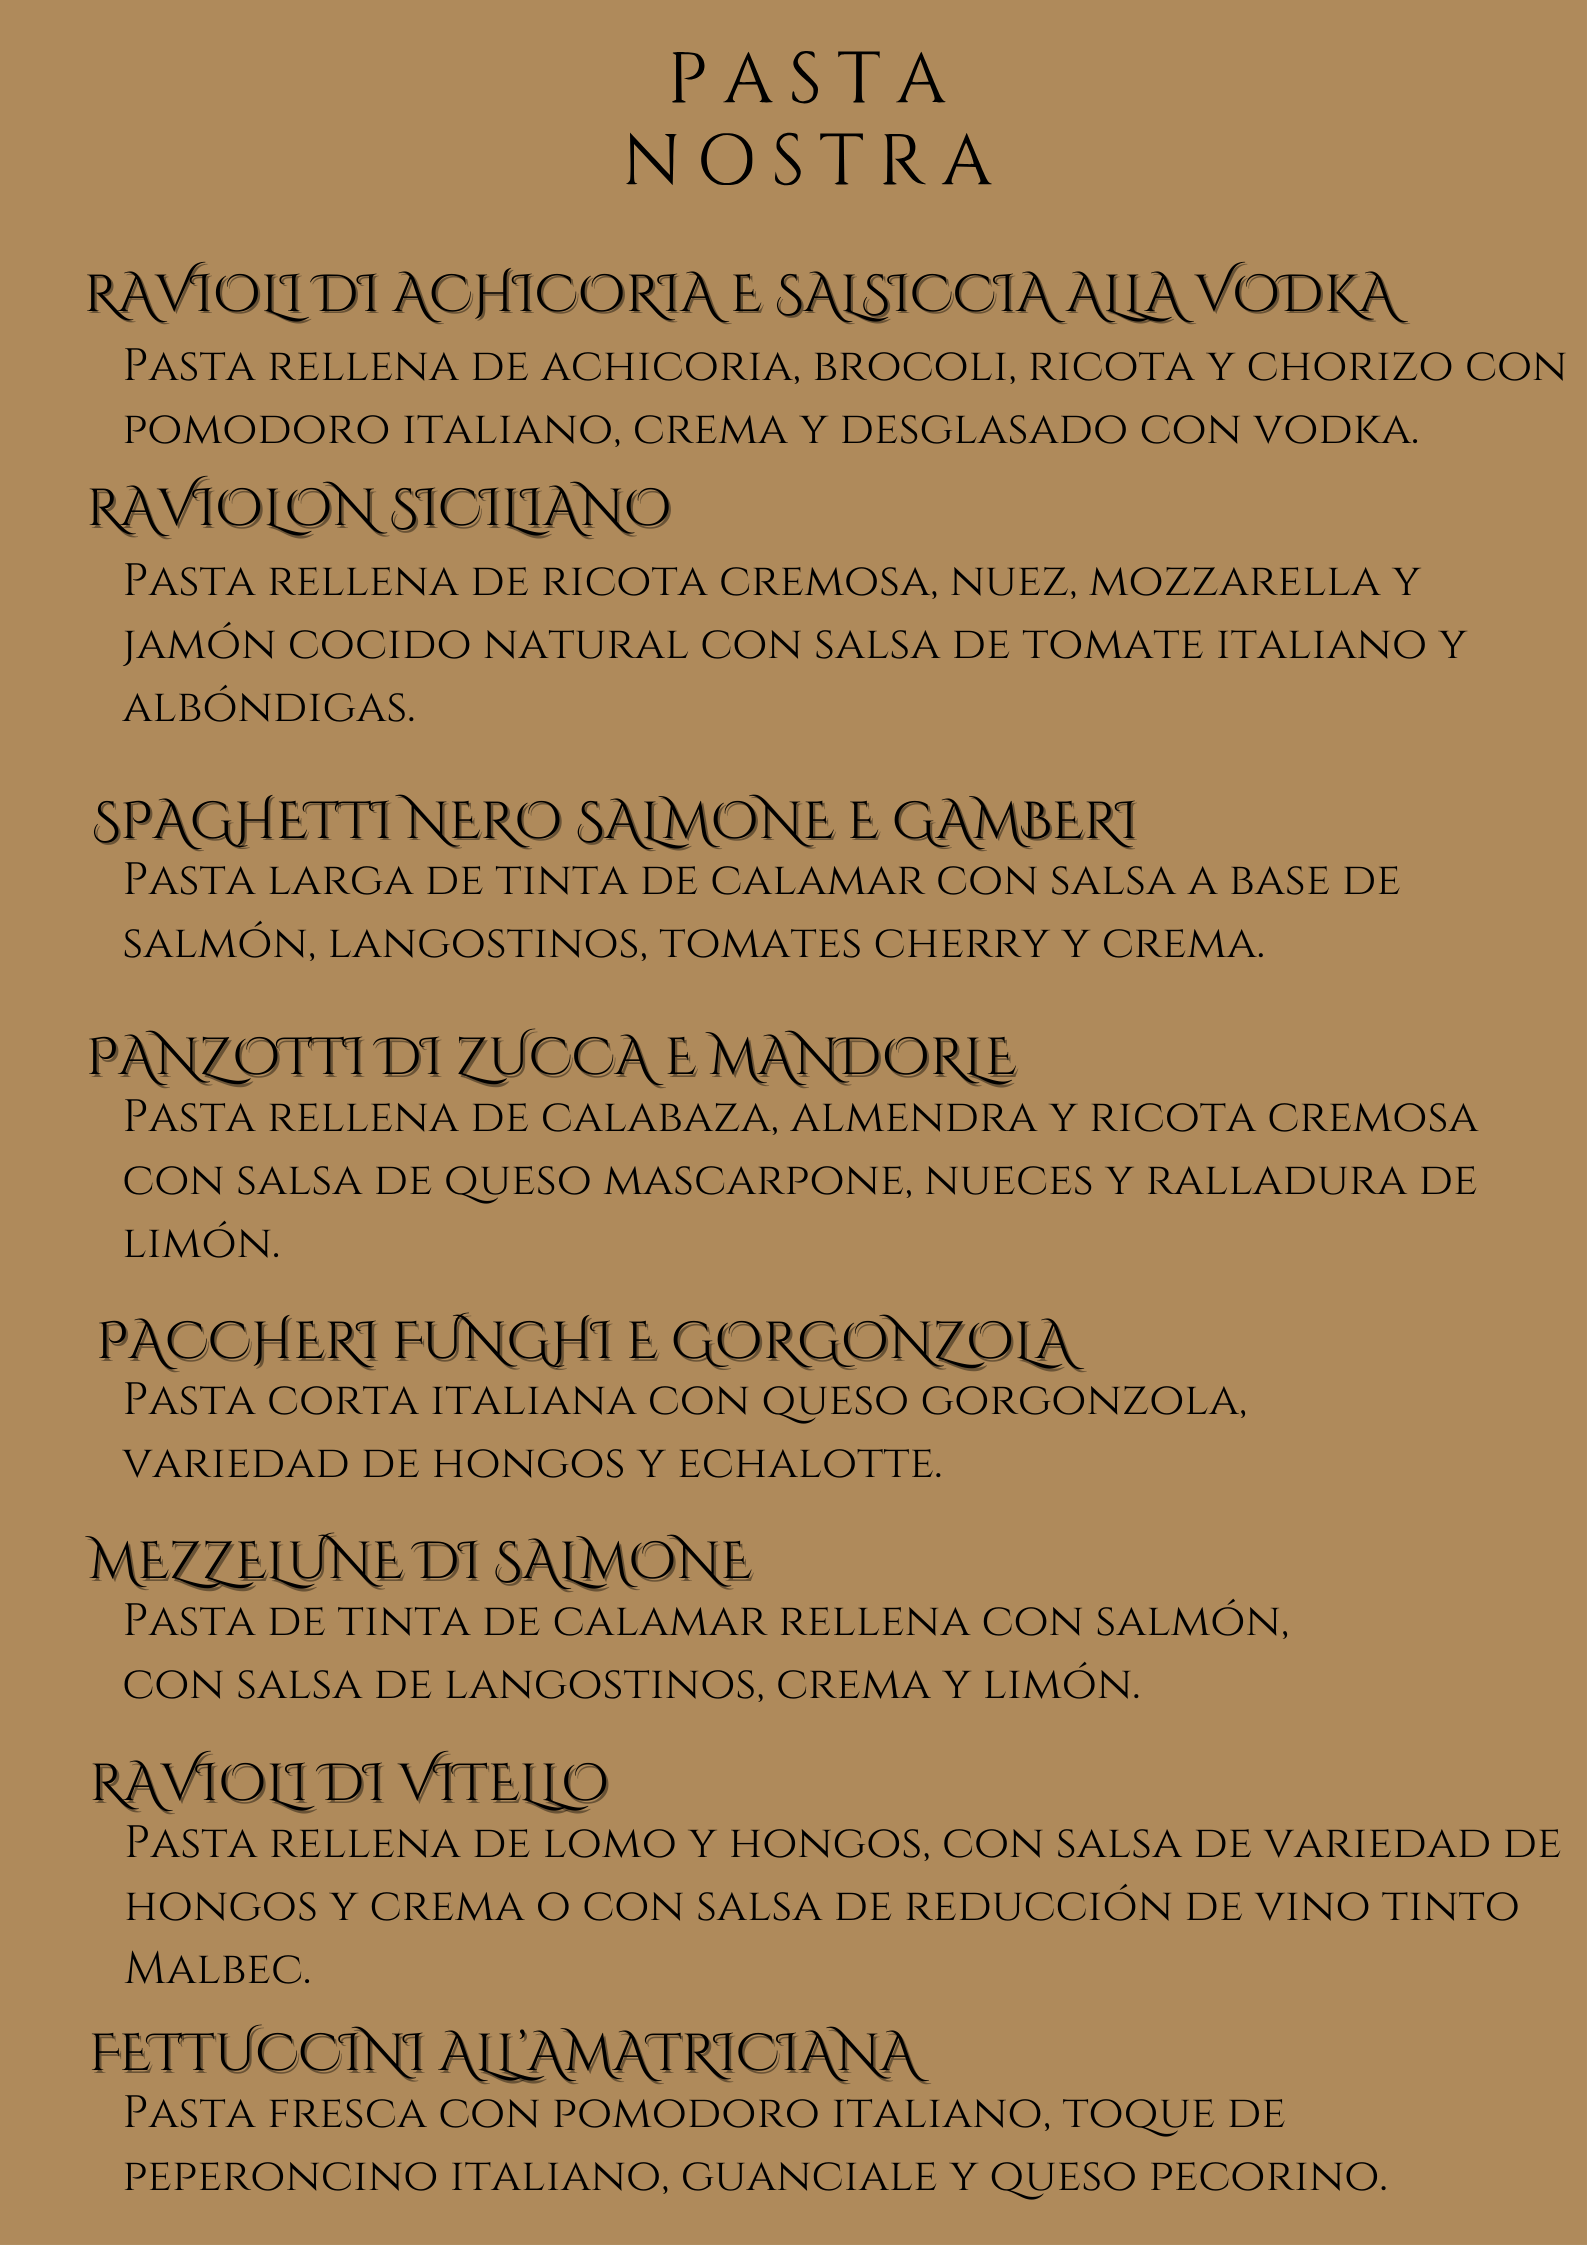 PASTA
NOSTRA
RAVIOLI DI ACHICORIA E SALSICCIA ALLA VODKA
Pasta rellena de achicoria, brocoli, ricota y chorizo con
pomodoro italiano, crema y desglasado con vodka.
RAVIOLON SICILIANO
Pasta rellena de ricota cremosa, nuez, mozzarella y
jamón cocido natural con salsa de tomate italiano y
albóndigas.
SPAGHETTI NERO SALMONE E GAMBERI
Pasta larga de tinta de calamar con salsa a base de
salmón, langostinos, tomates cherry y crema.
PANZOTTI DI ZUCCA E MANDORLE
Pasta rellena de calabaza, almendra y ricota cremosa
con salsa de queso mascarpone, nueces y ralladura de
limón.
PACCHERI FUNGHI E GORGONZOLA
Pasta corta italiana con queso gorgonzola,
variedad de hongos y echalotte.
MEZZELUNE DI SALMONE
Pasta de tinta de calamar rellena con salmón,
con salsa de langostinos, crema y limón.
RAVIOLI DI VITELLO
Pasta rellena de lomo y hongos, con salsa de variedad de
hongos y crema o con salsa de reducción de vino tinto
Malbec.
FETTUCCINI ALL'AMATRICIANA
Pasta fresca con pomodoro italiano, toque de
peperoncino italiano, guanciale y queso pecorino.